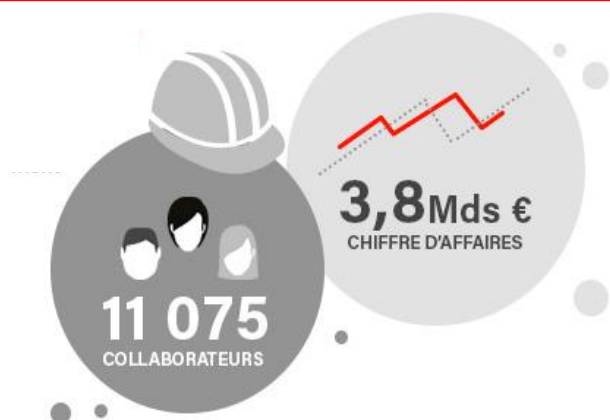 3,8Mds €
CHIFFRE D'AFFAIRES
11 075
COLLABORATEURS